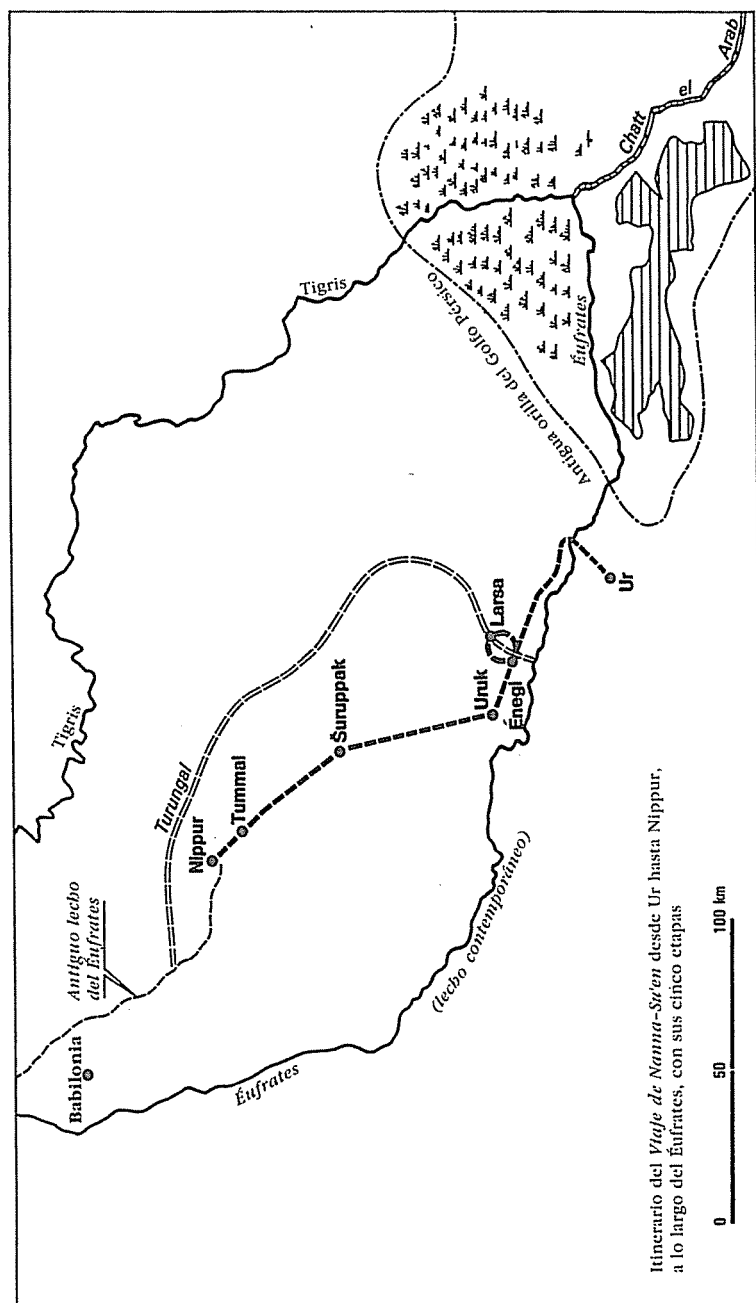 Tigris
Tigris
Antiguo lecho
del Éufrates
Babilonia
Turungal
Nippur
Tummal
Šuruppak
Éufrates
(lecho contemporáneo)
Uruk
Larsa
Énegi
Ur
Antigua orilla del Golfo Pérsico
Éufrates
Chatt
el
Arab
Itinerario del Viaje de Nanna-Su'en desde Ur hasta Nippur,
a lo largo del Éufrates, con sus cinco etapas
0 50 100 km